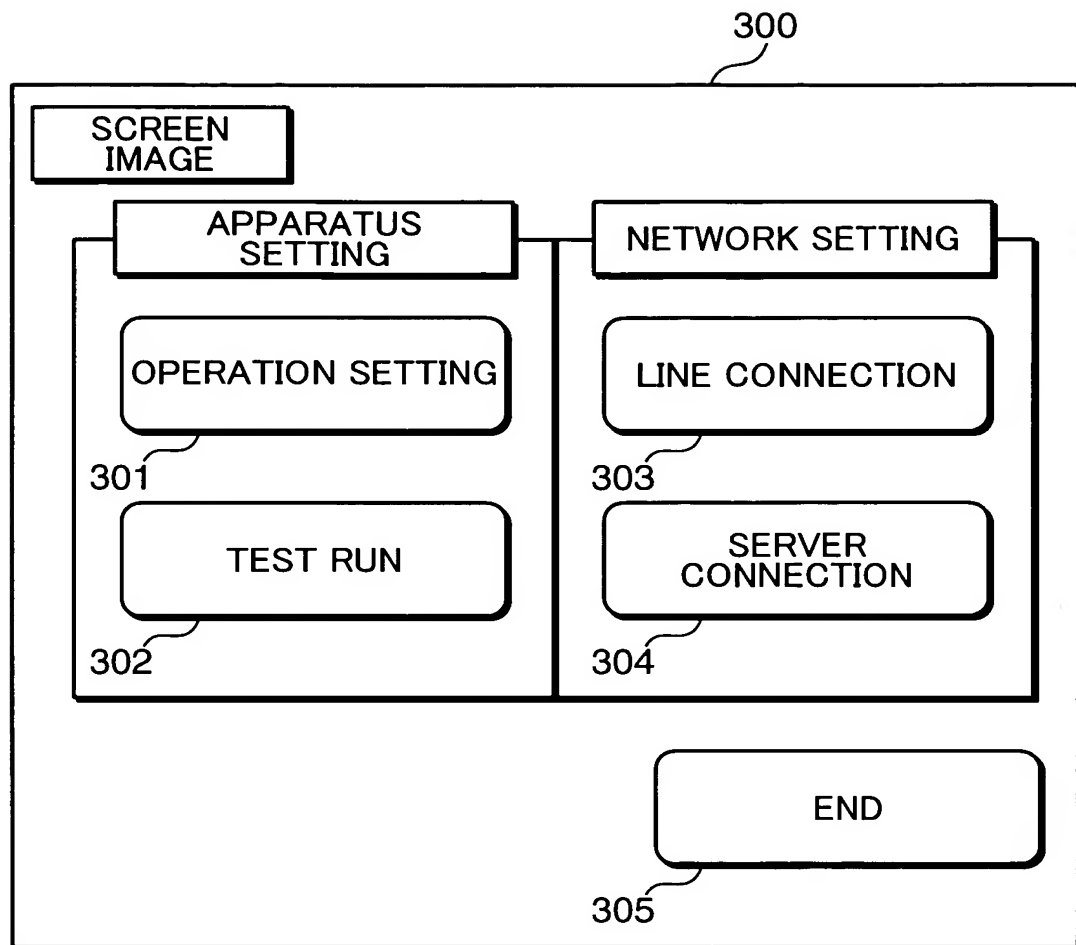 300
SCREEN
IMAGE
APPARATUS
SETTING
NETWORK SETTING
OPERATION SETTING
LINE CONNECTION
301
303
TEST RUN
SERVER
CONNECTION
302
304
END
305